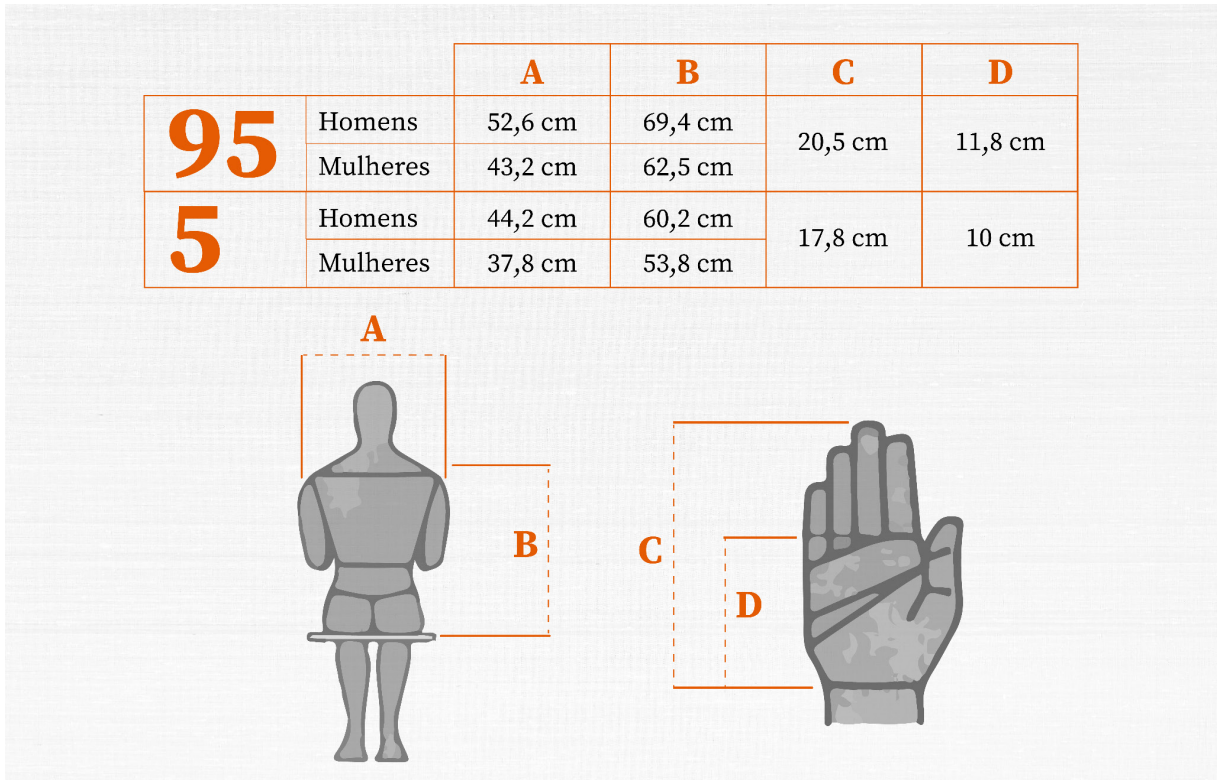 A B C D
95 Homens 52,6 cm 69,4 cm 20,5 cm 11,8 cm
Mulheres 43,2 cm 62,5 cm
5 Homens 44,2 cm 60,2 cm 17,8 cm 10 cm
Mulheres 37,8 cm 53,8 cm
A
B
C
D